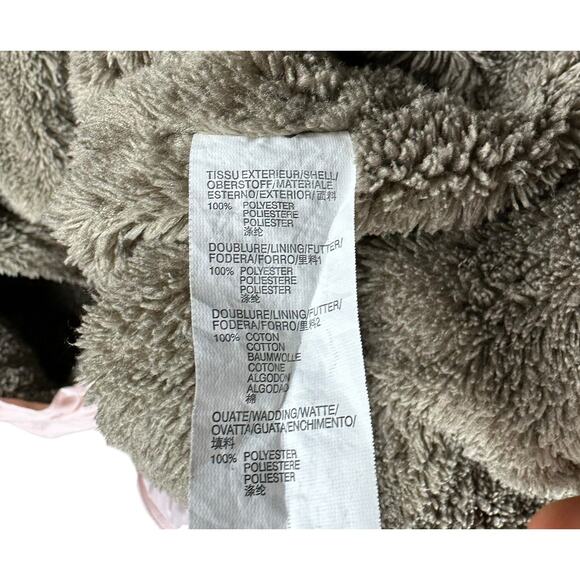 TISSU EXTERIEUR/SHELL/
OBERSTOFF/MATERIALE
ESTERNO/EXTERIOR/面料
100% POLYESTER
POLIESTERE
POLIESTER
涤纶
DOUBLURE/LINING/FUTTER/
FODERA/FORRO/里料1
100% POLYESTER
POLIESTERE
POLIESTER
涤纶
DOUBLURE/LINING/FUTTER/
FODERA/FORRO/里料2
100% COTON
COTTON
BAUMWOLLE
COTONE
ALGODON
ALGODAO
棉
OUATE/WADDING/WATTE/
OVATTA/GUATA/ENCHIMENTO/
填料
100% POLYESTER
POLIESTERE
POLIESTER
涤纶